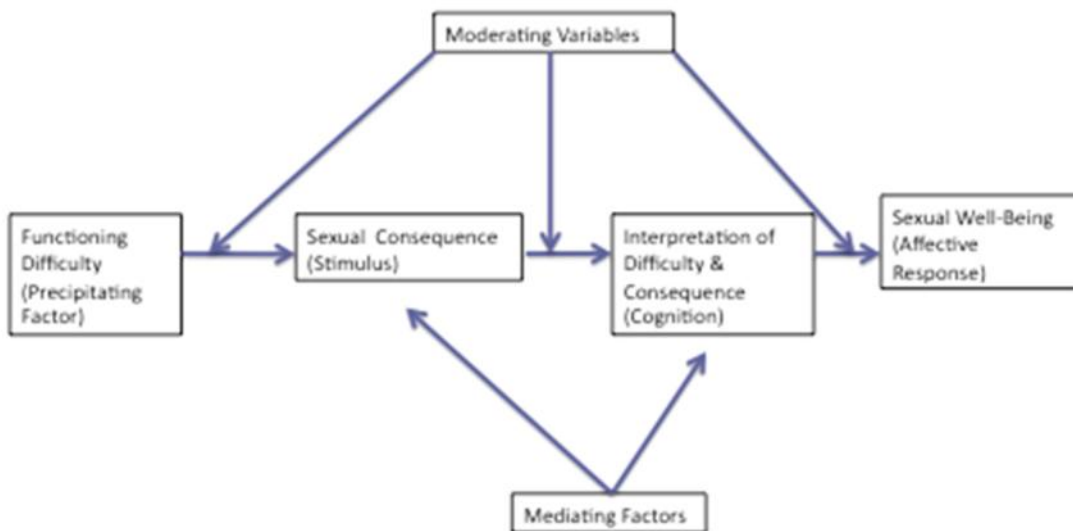 Moderating Variables
Functioning
Difficulty
(Precipitating
Factor)
Sexual Consequence
(Stimulus)
Interpretation of
Difficulty &
Consequence
(Cognition)
Sexual Well-Being
(Affective
Response)
Mediating Factors